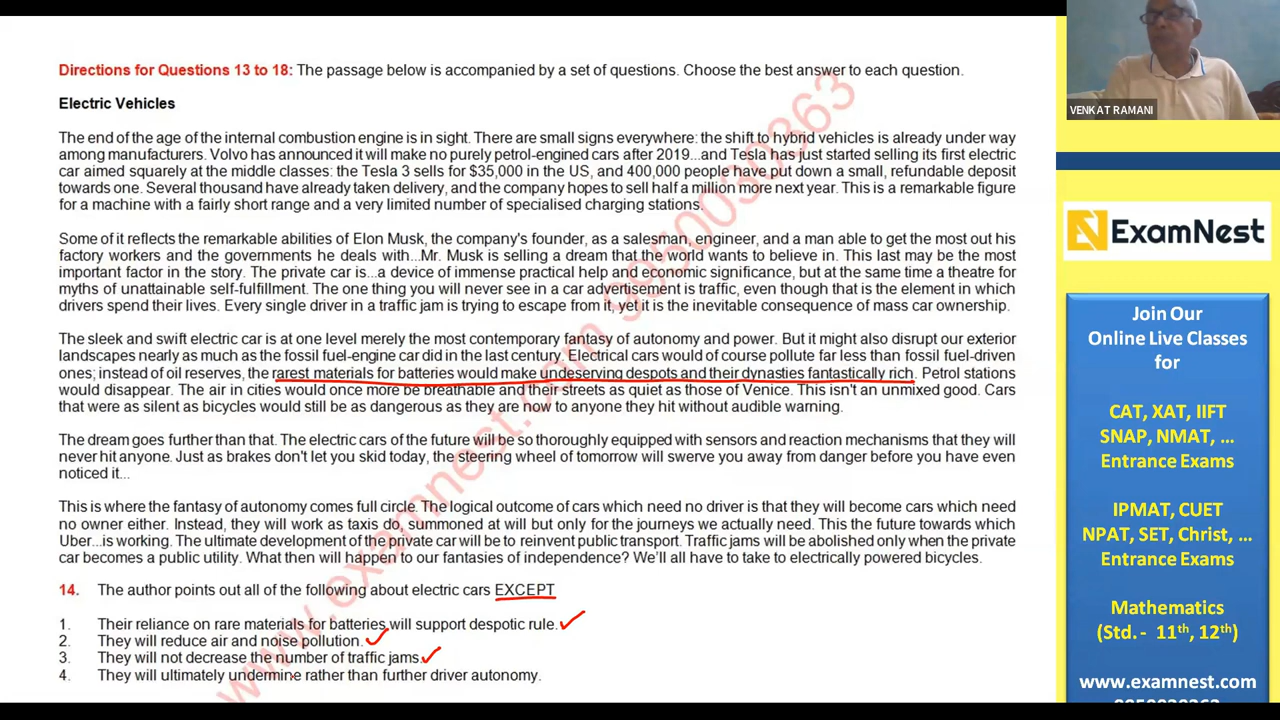 Directions for Questions 13 to 18: The passage below is accompanied by a set of questions. Choose the best answer to each question.
Electric Vehicles
The end of the age of the internal combustion engine is in sight. There are small signs everywhere: the shift to hybrid vehicles is already under way
among manufacturers. Volvo has announced it will make no purely petrol-engined cars after 2019...and Tesla has just started selling its first electric
car aimed squarely at the middle classes: the Tesla 3 sells for $35,000 in the US, and 400,000 people have put down a small, refundable deposit
towards one. Several thousand have already taken delivery, and the company hopes to sell half a million more next year. This is a remarkable figure
for a machine with a fairly short range and a very limited number of specialised charging stations.
Some of it reflects the remarkable abilities of Elon Musk, the company's founder, as a salesman, engineer, and a man able to get the most out his
factory workers and the governments he deals with...Mr. Musk is selling a dream that the world wants to believe in. This last may be the most
important factor in the story. The private car is...a device of immense practical help and economic significance, but at the same time a theatre for
myths of unattainable self-fulfillment. The one thing you will never see in a car advertisement is traffic, even though that is the element in which
drivers spend their lives. Every single driver in a traffic jam is trying to escape from it, yet it is the inevitable consequence of mass car ownership.
The sleek and swift electric car is at one level merely the most contemporary fantasy of autonomy and power. But it might also disrupt our exterior
landscapes nearly as much as the fossil fuel-engine car did in the last century. Electrical cars would of course pollute far less than fossil fuel-driven
ones; instead of oil reserves, the rarest materials for batteries would make undeserving despots and their dynasties fantastically rich. Petrol stations
would disappear. The air in cities would once more be breathable and their streets as quiet as those of Venice. This isn't an unmixed good. Cars
that were as silent as bicycles would still be as dangerous as they are now to anyone they hit without audible warning.
The dream goes further than that. The electric cars of the future will be so thoroughly equipped with sensors and reaction mechanisms that they will
never hit anyone. Just as brakes don't let you skid today, the steering wheel of tomorrow will swerve you away from danger before you have even
noticed it...
This is where the fantasy of autonomy comes full circle. The logical outcome of cars which need no driver is that they will become cars which need
no owner either. Instead, they will work as taxis do, summoned at will but only for the journeys we actually need. This the future towards which
Uber...is working. The ultimate development of the private car will be to reinvent public transport. Traffic jams will be abolished only when the private
car becomes a public utility. What then will happen to our fantasies of independence? We'll all have to take to electrically powered bicycles.
14. The author points out all of the following about electric cars EXCEPT
1. Their reliance on rare materials for batteries will support despotic rule.
2. They will reduce air and noise pollution.
3. They will not decrease the number of traffic jams.
4. They will ultimately undermine rather than further driver autonomy.
www.examnest.com 9950030363
VENKAT RAMANI
ExamNest
Join Our
Online Live Classes
for
CAT, XAT, IIFT
SNAP, NMAT, ...
Entrance Exams
IPMAT, CUET
NPAT, SET, Christ, ...
Entrance Exams
Mathematics
(Std. - 11th, 12th)
www.examnest.com